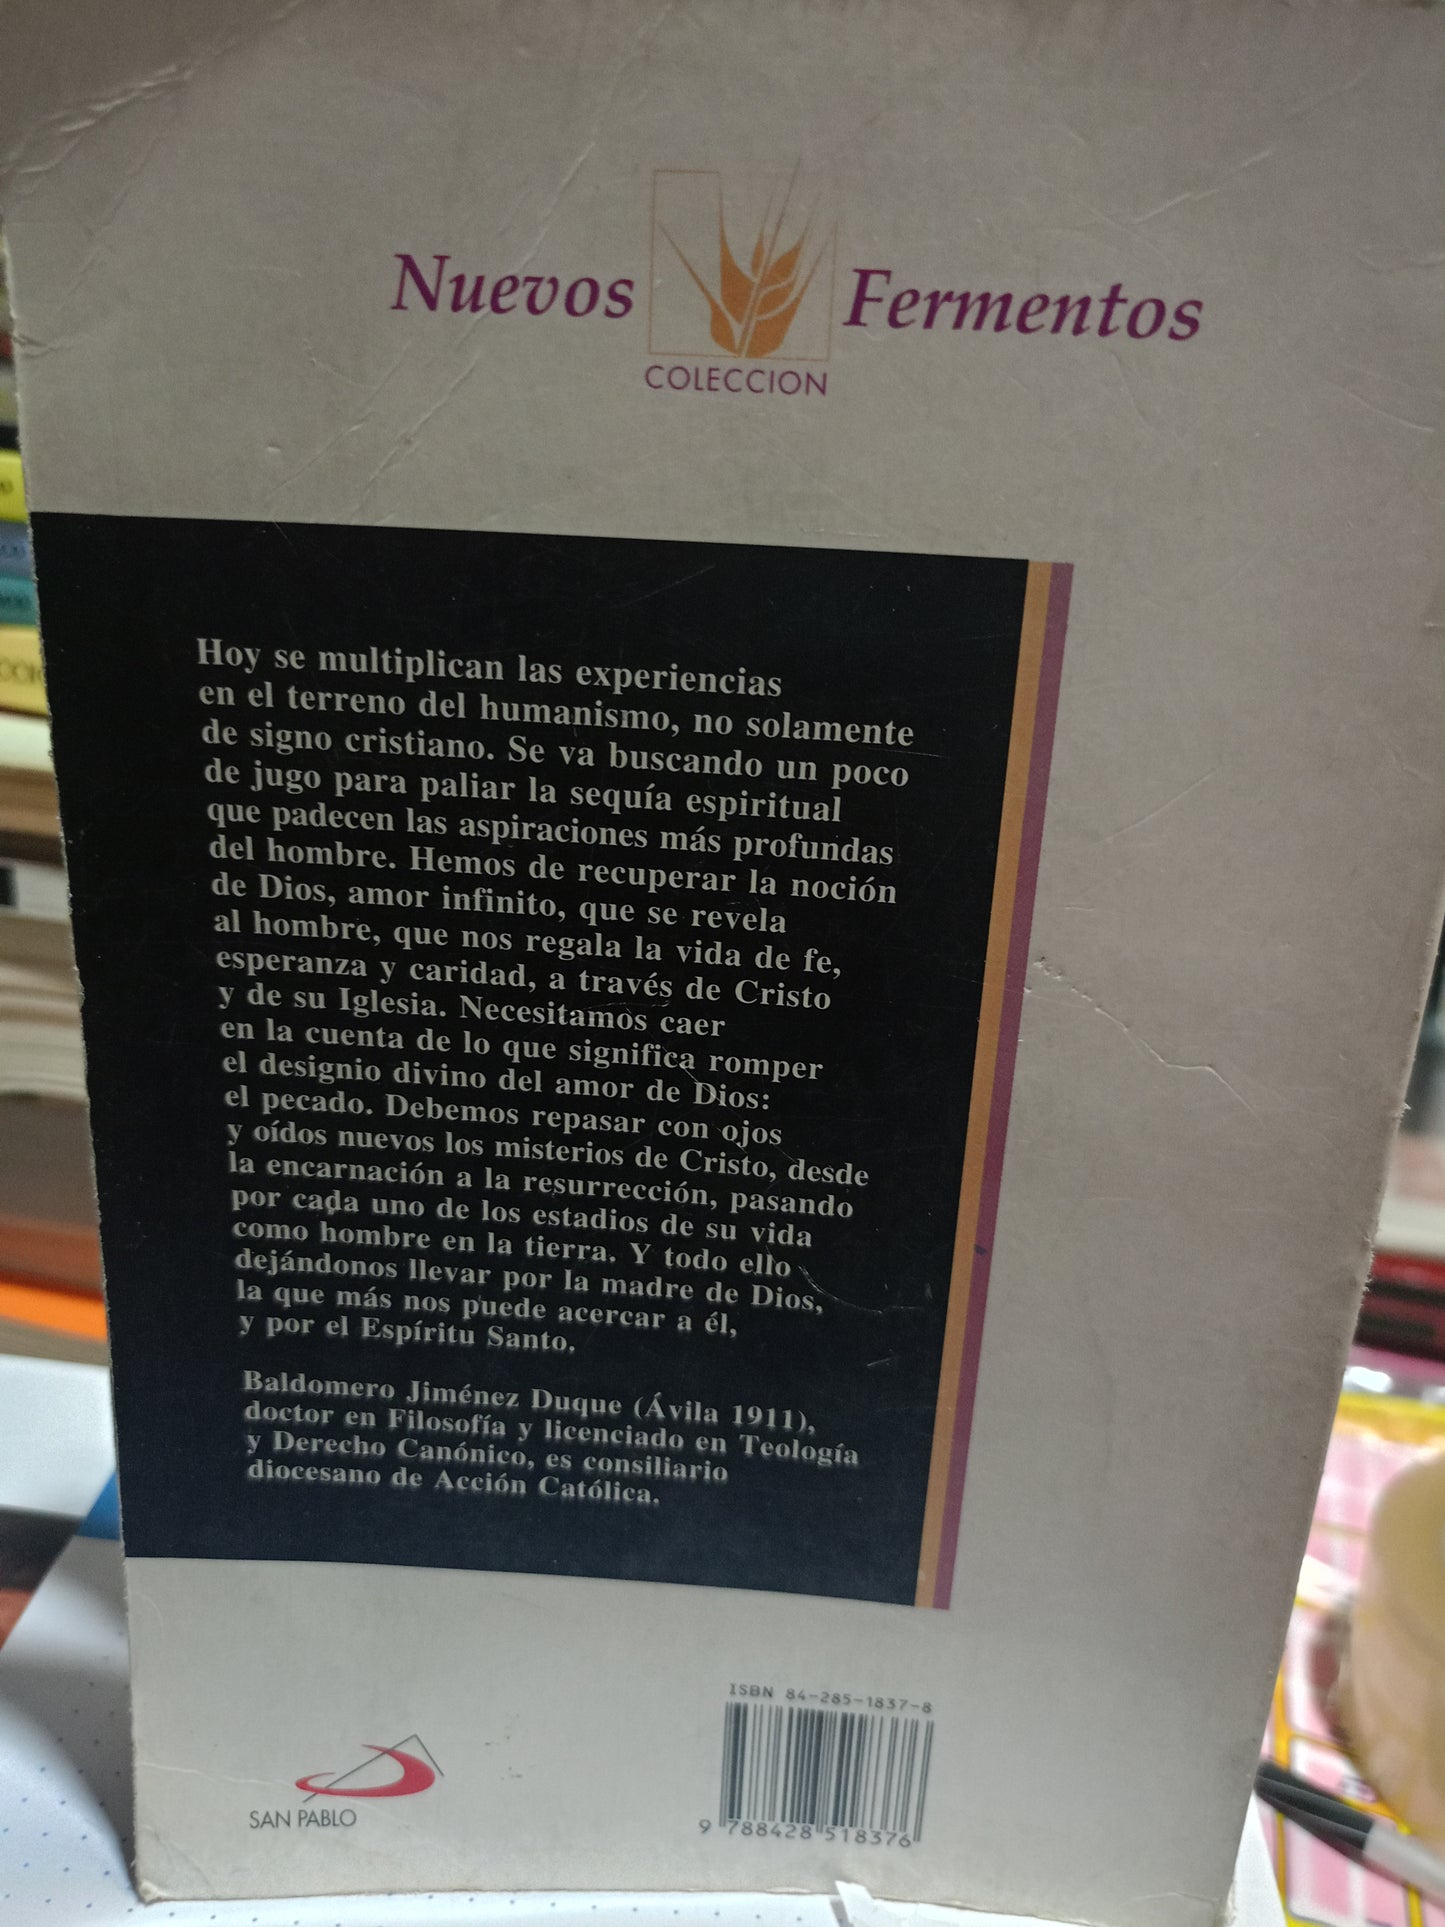 Nuevos Fermentos
COLECCION
Hoy se multiplican las experiencias
en el terreno del humanismo, no solamente
de signo cristiano. Se va buscando un poco
de jugo para paliar la sequía espiritual
que padecen las aspiraciones más profundas
del hombre. Hemos de recuperar la noción
de Dios, amor infinito, que se revela
al hombre, que nos regala la vida de fe,
esperanza y caridad, a través de Cristo
y de su Iglesia. Necesitamos caer
en la cuenta de lo que significa romper
el designio divino del amor de Dios:
el pecado. Debemos repasar con ojos
y oídos nuevos los misterios de Cristo, desde
la encarnación a la resurrección, pasando
por cada uno de los estadios de su vida
como hombre en la tierra. Y todo ello
dejándonos llevar por la madre de Dios,
la que más nos puede acercar a él,
y por el Espíritu Santo.
Baldomero Jiménez Duque (Ávila 1911),
doctor en Filosofía y licenciado en Teología
y Derecho Canónico, es consiliario
diocesano de Acción Católica.
ISBN 84-285-1837-8
9 788428 518376
SAN PABLO